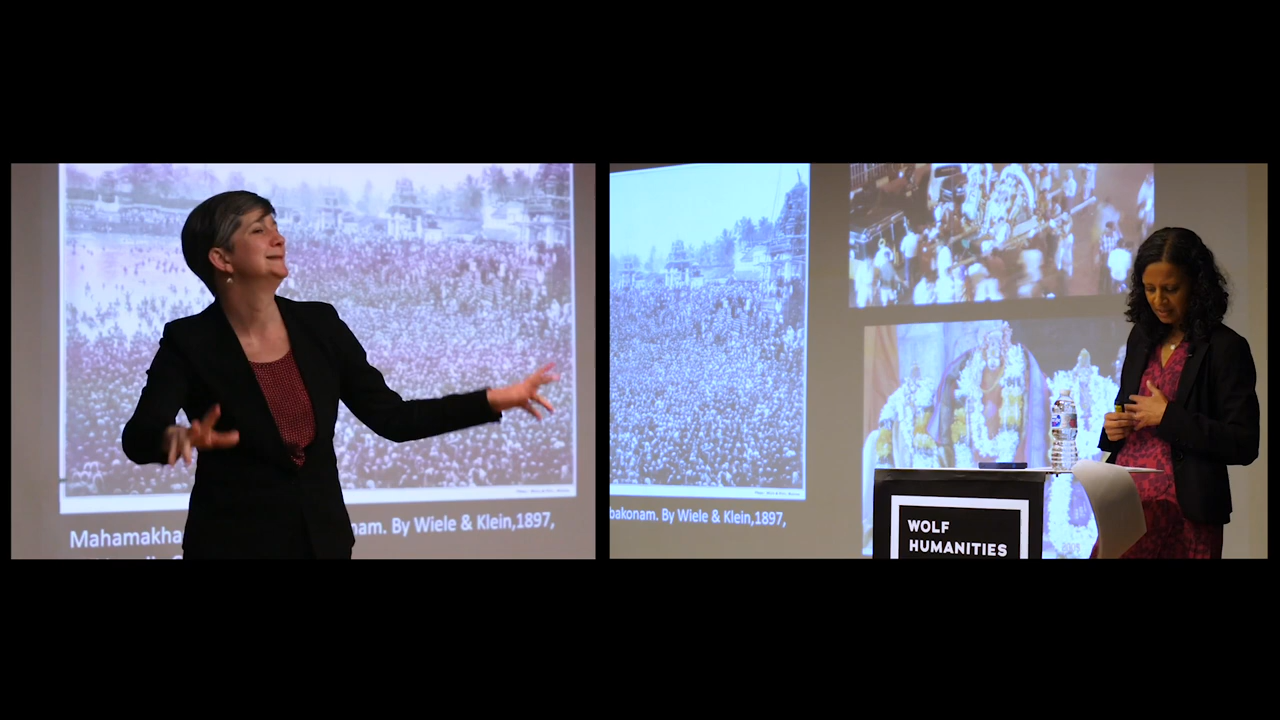 Mahamakha
nam. By Wiele & Klein,1897,
bakonam. By Wiele & Klein,1897,
WOLF
HUMANITIES